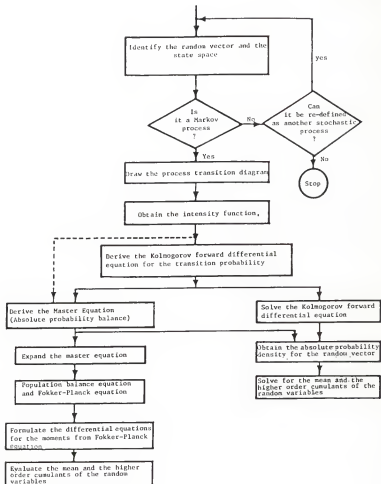 Identify the random vector and the
state space
yes
Is
it a Markov
process
?
No
Can
it be re-defined
as another stochastic
process
?
Yes
No
Stop
Draw the process transition diagram
Obtain the intensity function,
Derive the Kolmogorov forward differential
equation for the transition probability
Derive the Master Equation
(Absolute probability balance)
Solve the Kolmogorov forward
differential equation
Expand the master equation
Obtain the absolute probability
density for the random vector
Population balance equation
and Fokker-Planck equation
Solve for the mean and the
higher order cumulants of the
random variables
Formulate the differential equations
for the moments from Fokker-Planck
equation
Evaluate the mean and the higher
order cumulants of the random
variables